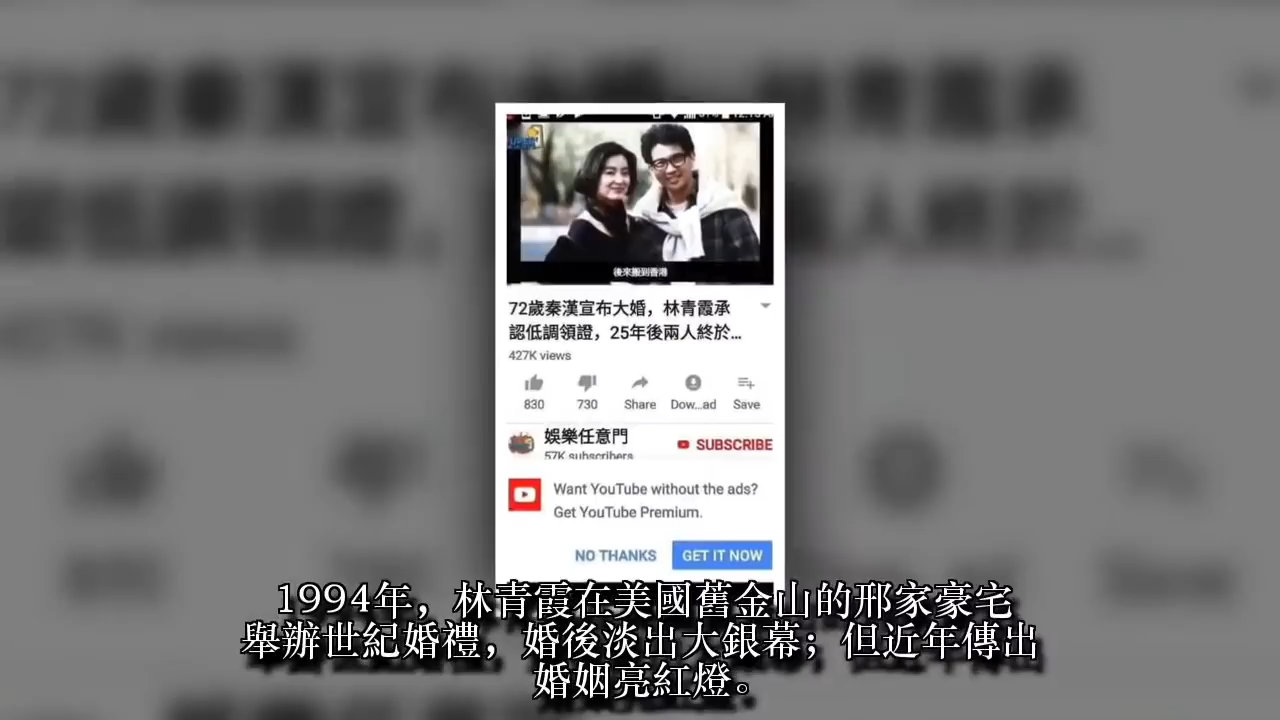 後來搬到香港
72歲秦漢宣布大婚，林青霞承
認低調領證，25年後兩人終於...
427K views
830
730
Share
Dow...ad
Save
娛樂任意門
57K subscribers
SUBSCRIBE
Want YouTube without the ads?
Get YouTube Premium.
NO THANKS
GET IT NOW
1994年，林青霞在美國舊金山的邢家豪宅
舉辦世紀婚禮，婚後淡出大銀幕；但近年傳出
婚姻亮紅燈。